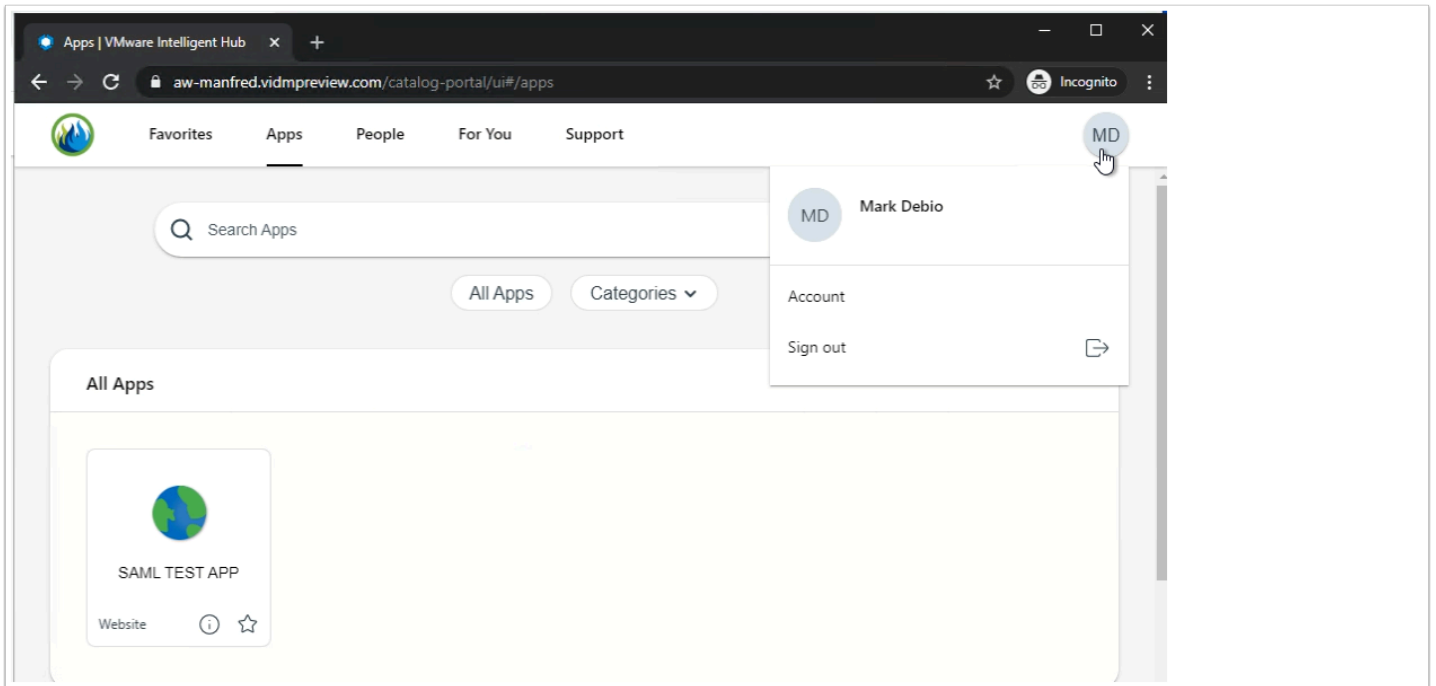 Apps | VMware Intelligent Hub
aw-manfred.vidmpreview.com/catalog-portal/ui#/apps
Incognito
Favorites Apps People For You Support MD
MD Mark Debio
Search Apps
All Apps Categories
Account
Sign out
All Apps
SAML TEST APP
Website